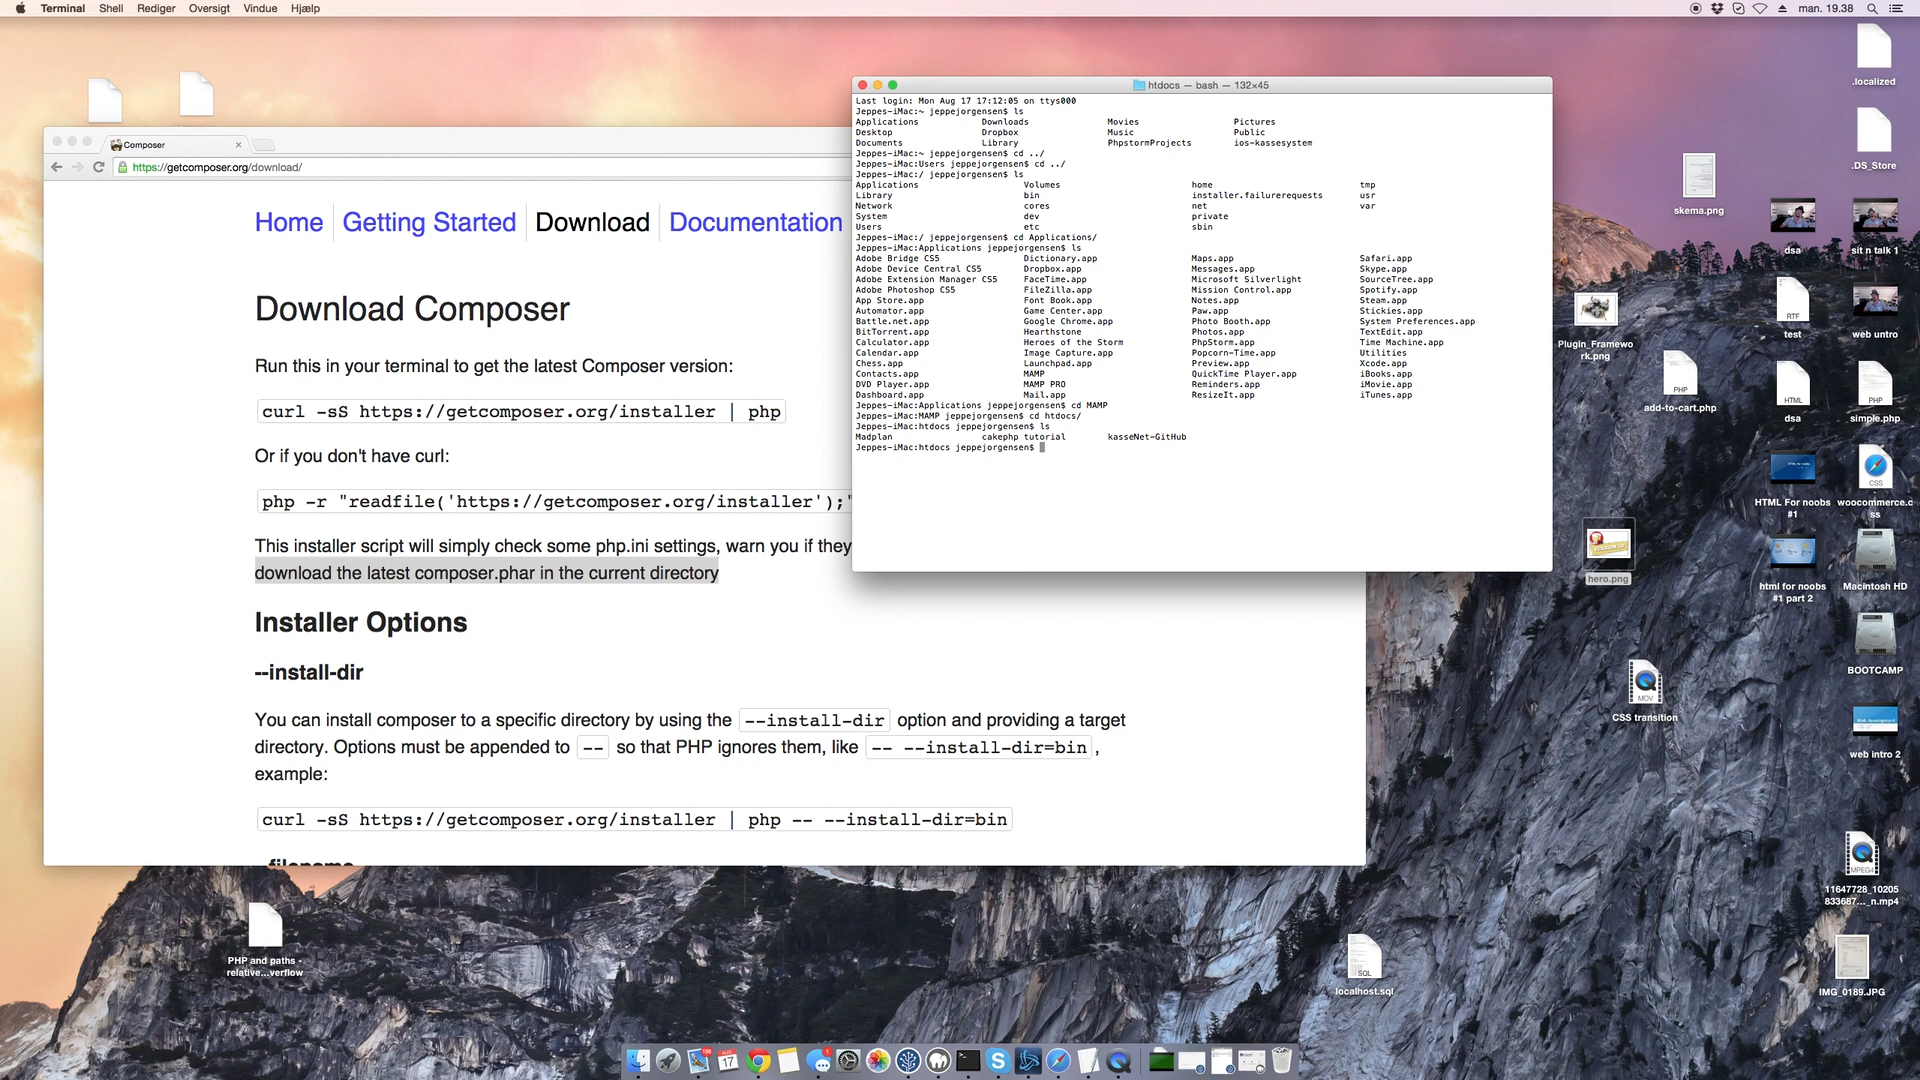 Terminal Shell Rediger Oversigt Vindue Hjælp man. 19.38
Composer
https://getcomposer.org/download/
Home Getting Started Download Documentation
Download Composer
Run this in your terminal to get the latest Composer version:
curl -sS https://getcomposer.org/installer | php
Or if you don't have curl:
php -r "readfile('https://getcomposer.org/installer');"
This installer script will simply check some php.ini settings, warn you if they
download the latest composer.phar in the current directory
Installer Options
--install-dir
You can install composer to a specific directory by using the --install-dir option and providing a target
directory. Options must be appended to -- so that PHP ignores them, like -- --install-dir=bin ,
example:
curl -sS https://getcomposer.org/installer | php -- --install-dir=bin
htdocs — bash — 132×45
Last login: Mon Aug 17 17:12:05 on ttys000
Jeppes-iMac:~ jeppejorgensen$ ls
Applications Downloads Movies Pictures
Desktop Dropbox Music Public
Documents Library PhpstormProjects ios-kassesystem
Jeppes-iMac:~ jeppejorgensen$ cd ../
Jeppes-iMac:Users jeppejorgensen$ cd ../
Jeppes-iMac:/ jeppejorgensen$ ls
Applications Volumes home tmp
Library bin installer.failurerequests usr
Network cores net var
System dev private
Users etc sbin
Jeppes-iMac:/ jeppejorgensen$ cd Applications/
Jeppes-iMac:Applications jeppejorgensen$ ls
Adobe Bridge CS5 Dictionary.app Maps.app Safari.app
Adobe Device Central CS5 Dropbox.app Messages.app Skype.app
Adobe Extension Manager CS5 FaceTime.app Microsoft Silverlight SourceTree.app
Adobe Photoshop CS5 FileZilla.app Mission Control.app Spotify.app
App Store.app Font Book.app Notes.app Steam.app
Automator.app Game Center.app Paw.app Stickies.app
Battle.net.app Google Chrome.app Photo Booth.app System Preferences.app
BitTorrent.app Hearthstone Photos.app TextEdit.app
Calculator.app Heroes of the Storm PhpStorm.app Time Machine.app
Calendar.app Image Capture.app Popcorn-Time.app Utilities
Chess.app Launchpad.app Preview.app Xcode.app
Contacts.app MAMP QuickTime Player.app iBooks.app
DVD Player.app MAMP PRO Reminders.app iMovie.app
Dashboard.app Mail.app ResizeIt.app iTunes.app
Jeppes-iMac:Applications jeppejorgensen$ cd MAMP
Jeppes-iMac:MAMP jeppejorgensen$ cd htdocs/
Jeppes-iMac:htdocs jeppejorgensen$ ls
Madplan cakephp tutorial kasseNet-GitHub
Jeppes-iMac:htdocs jeppejorgensen$
.localized
.DS_Store
skema.png
dsa
sit n talk 1
RTF
test
web untro
Plugin_Framewo
rk.png
PHP
add-to-cart.php
HTML
dsa
PHP
simple.php
HTML For noobs
#1
CSS
woocommerce.c
ss
hero.png
html for noobs
#1 part 2
Macintosh HD
BOOTCAMP
MOV
CSS transition
web intro 2
MPEG4
11647728_10205
833687..._n.mp4
PHP and paths -
relative...verflow
SQL
localhost.sql
IMG_0189.JPG
17